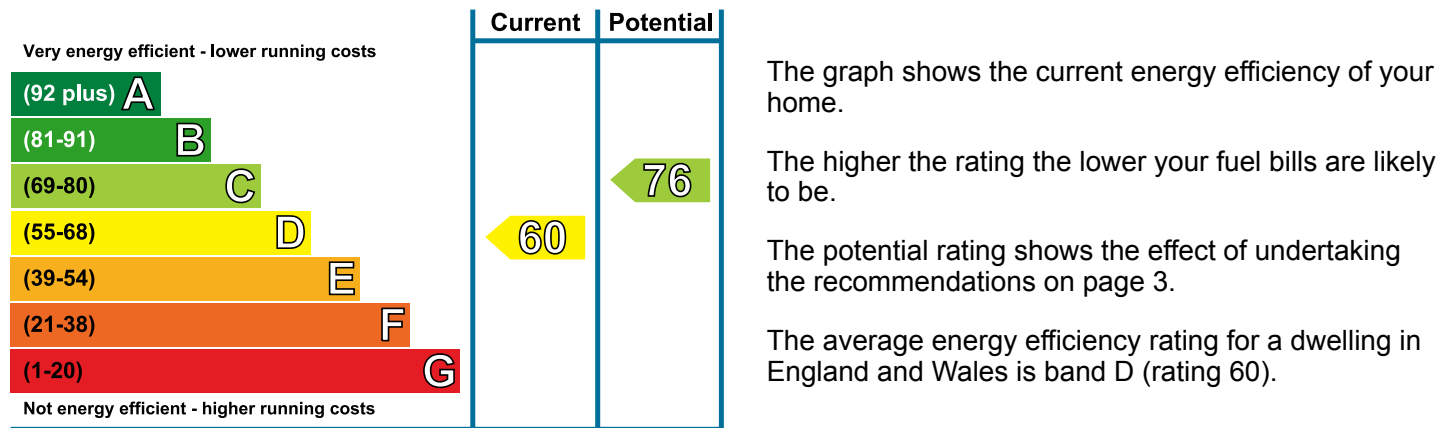 Current Potential
Very energy efficient - lower running costs
(92 plus) A
(81-91) B
(69-80) C
76
(55-68) D
60
(39-54) E
(21-38) F
(1-20) G
Not energy efficient - higher running costs
The graph shows the current energy efficiency of your
home.
The higher the rating the lower your fuel bills are likely
to be.
The potential rating shows the effect of undertaking
the recommendations on page 3.
The average energy efficiency rating for a dwelling in
England and Wales is band D (rating 60).